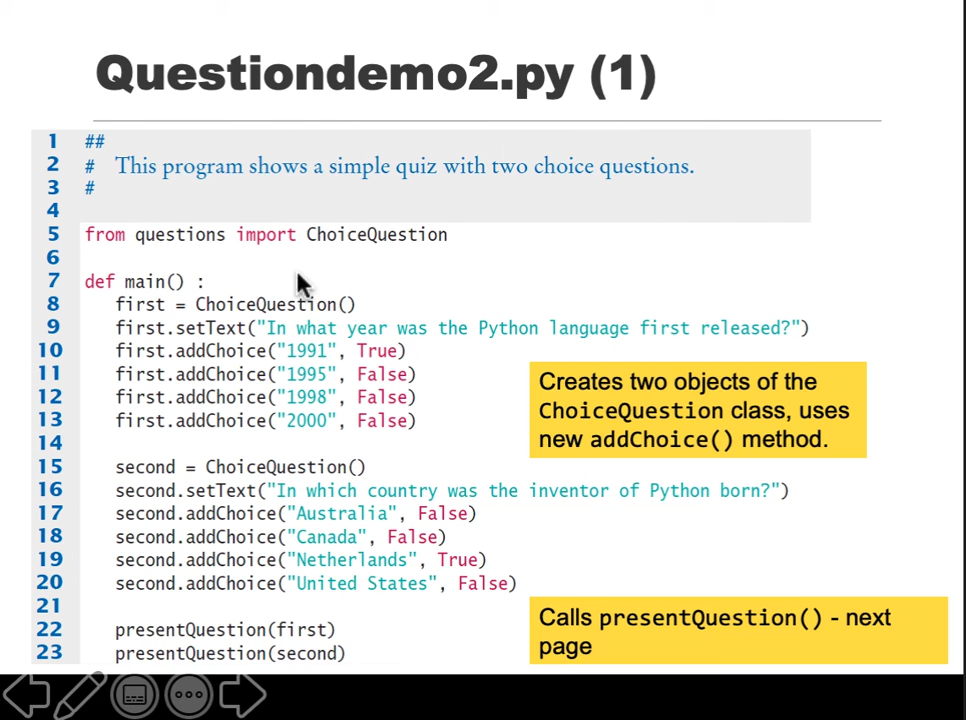 Questiondemo2.py (1)
1 ##
2 # This program shows a simple quiz with two choice questions.
3 #
4
5 from questions import ChoiceQuestion
6
7 def main() :
8 first = ChoiceQuestion()
9 first.setText("In what year was the Python language first released?")
10 first.addChoice("1991", True)
11 first.addChoice("1995", False)
12 first.addChoice("1998", False)
13 first.addChoice("2000", False)
14
15 second = ChoiceQuestion()
16 second.setText("In which country was the inventor of Python born?")
17 second.addChoice("Australia", False)
18 second.addChoice("Canada", False)
19 second.addChoice("Netherlands", True)
20 second.addChoice("United States", False)
21
22 presentQuestion(first)
23 presentQuestion(second)
Creates two objects of the
ChoiceQuestion class, uses
new addChoice() method.
Calls presentQuestion() - next
page